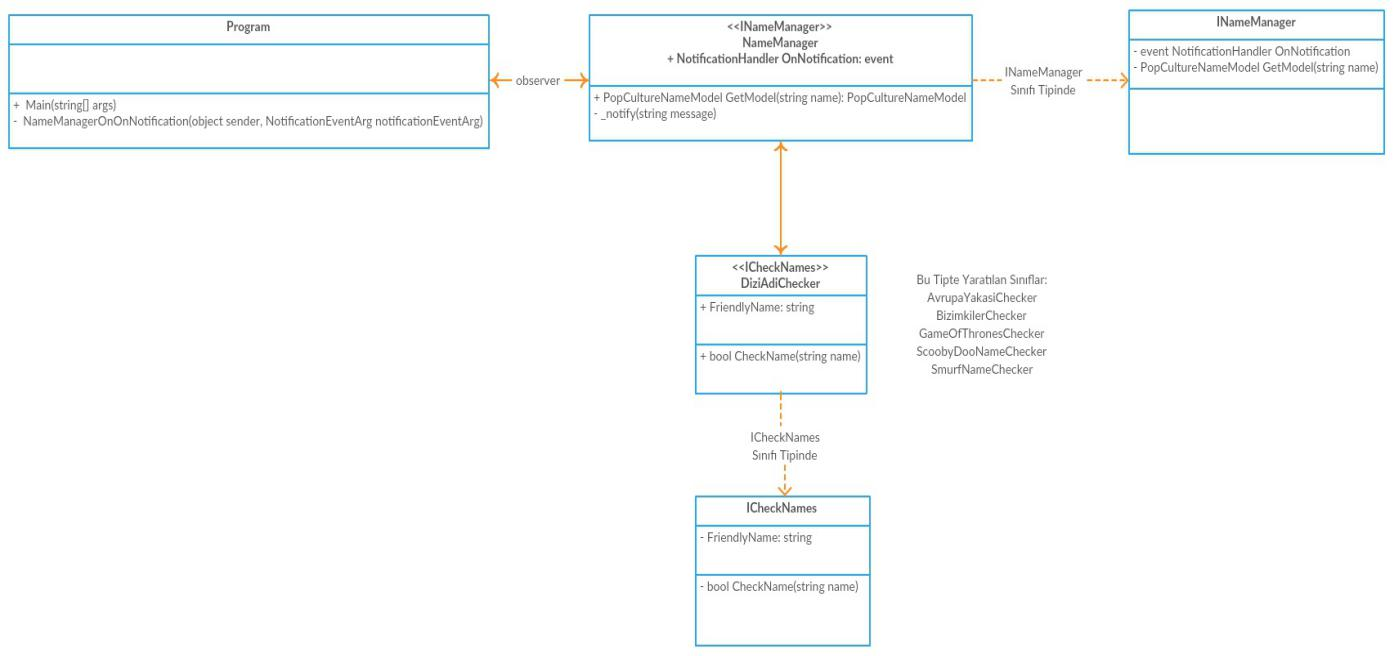 Program
+ Main(string[] args)
- NameManagerOnOnNotification(object sender, NotificationEventArg notificationEventArg)
observer
<<INameManager>>
NameManager
+ NotificationHandler OnNotification: event
+ PopCultureNameModel GetModel(string name): PopCultureNameModel
- _notify(string message)
INameManager
Sınıfı Tipinde
INameManager
- event NotificationHandler OnNotification
- PopCultureNameModel GetModel(string name)
<<ICheckNames>>
DiziAdiChecker
+ FriendlyName: string
+ bool CheckName(string name)
Bu Tipte Yaratılan Sınıflar:
AvrupaYakasiChecker
BizimkilerChecker
GameOfThronesChecker
ScoobyDooNameChecker
SmurfNameChecker
ICheckNames
Sınıfı Tipinde
ICheckNames
- FriendlyName: string
- bool CheckName(string name)